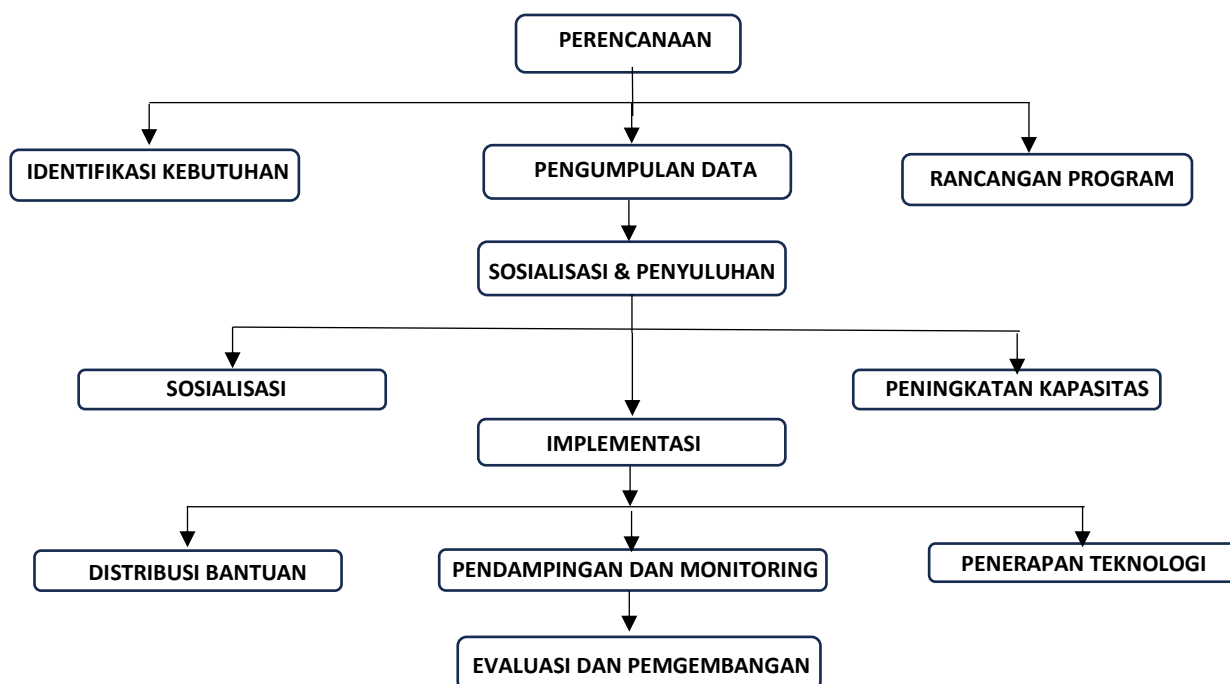 PERENCANAAN
IDENTIFIKASI KEBUTUHAN
PENGUMPULAN DATA
RANCANGAN PROGRAM
SOSIALISASI & PENYULUHAN
SOSIALISASI
PENINGKATAN KAPASITAS
IMPLEMENTASI
DISTRIBUSI BANTUAN
PENDAMPINGAN DAN MONITORING
PENERAPAN TEKNOLOGI
EVALUASI DAN PEMGEMBANGAN